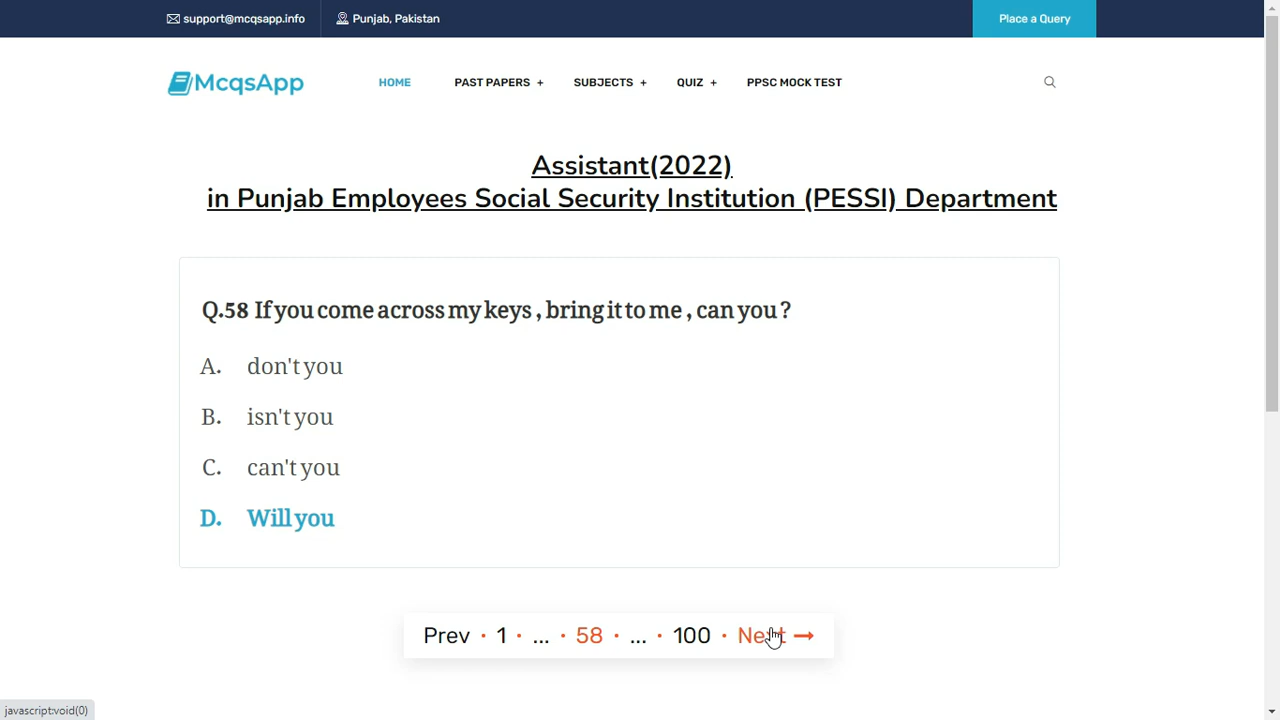 support@mcqsapp.info Punjab, Pakistan Place a Query
McqsApp HOME PAST PAPERS + SUBJECTS + QUIZ + PPSC MOCK TEST
Assistant(2022)
in Punjab Employees Social Security Institution (PESSI) Department
Q.58 If you come across my keys , bring it to me , can you ?
A. don't you
B. isn't you
C. can't you
D. Will you
Prev · 1 · ... · 58 · ... · 100 · Next →
javascript:void(0)